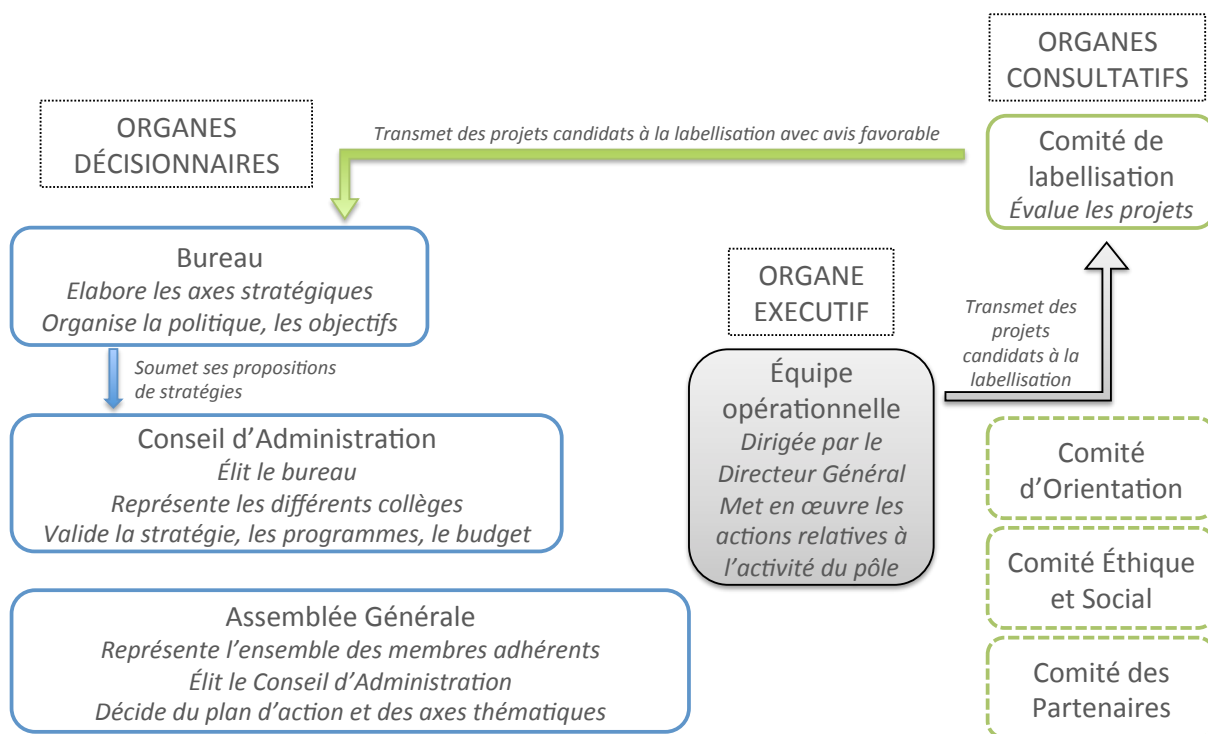 ORGANES
CONSULTATIFS
ORGANES
DÉCISIONNAIRES
Transmet des projets candidats à la labellisation avec avis favorable
Comité de
labellisation
Évalue les projets
Bureau
Elabore les axes stratégiques
Organise la politique, les objectifs
ORGANE
EXECUTIF
Transmet des
projets
candidats à la
labellisation
Soumet ses propositions
de stratégies
Équipe
opérationnelle
Dirigée par le
Directeur Général
Met en œuvre les
actions relatives à
l’activité du pôle
Conseil d’Administration
Élit le bureau
Représente les différents collèges
Valide la stratégie, les programmes, le budget
Comité
d’Orientation
Comité Éthique
et Social
Assemblée Générale
Représente l’ensemble des membres adhérents
Élit le Conseil d’Administration
Décide du plan d’action et des axes thématiques
Comité des
Partenaires